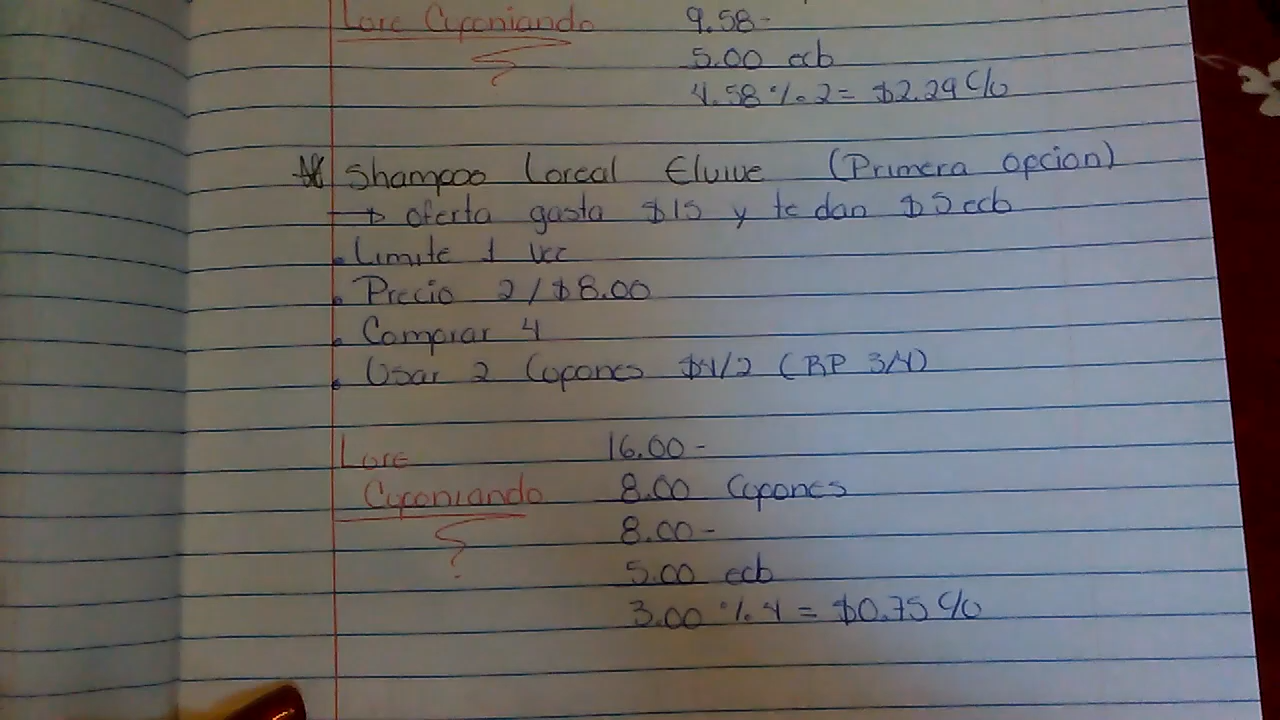 Lore Cuponiando 9.58-
5.00 ecb
4.58 % 2 = $2.29 c/u
Shampoo Loreal Elvive (Primera opcion)
→ oferta gasta $15 y te dan $5 ecb
• Limite 1 vez
• Precio 2/$8.00
• Comprar 4
• Usar 2 Cupones $4/2 (RP 3/4)
Lore 16.00-
Cuponiando 8.00 Cupones
8.00-
5.00 ecb
3.00 % 4 = $0.75 c/u